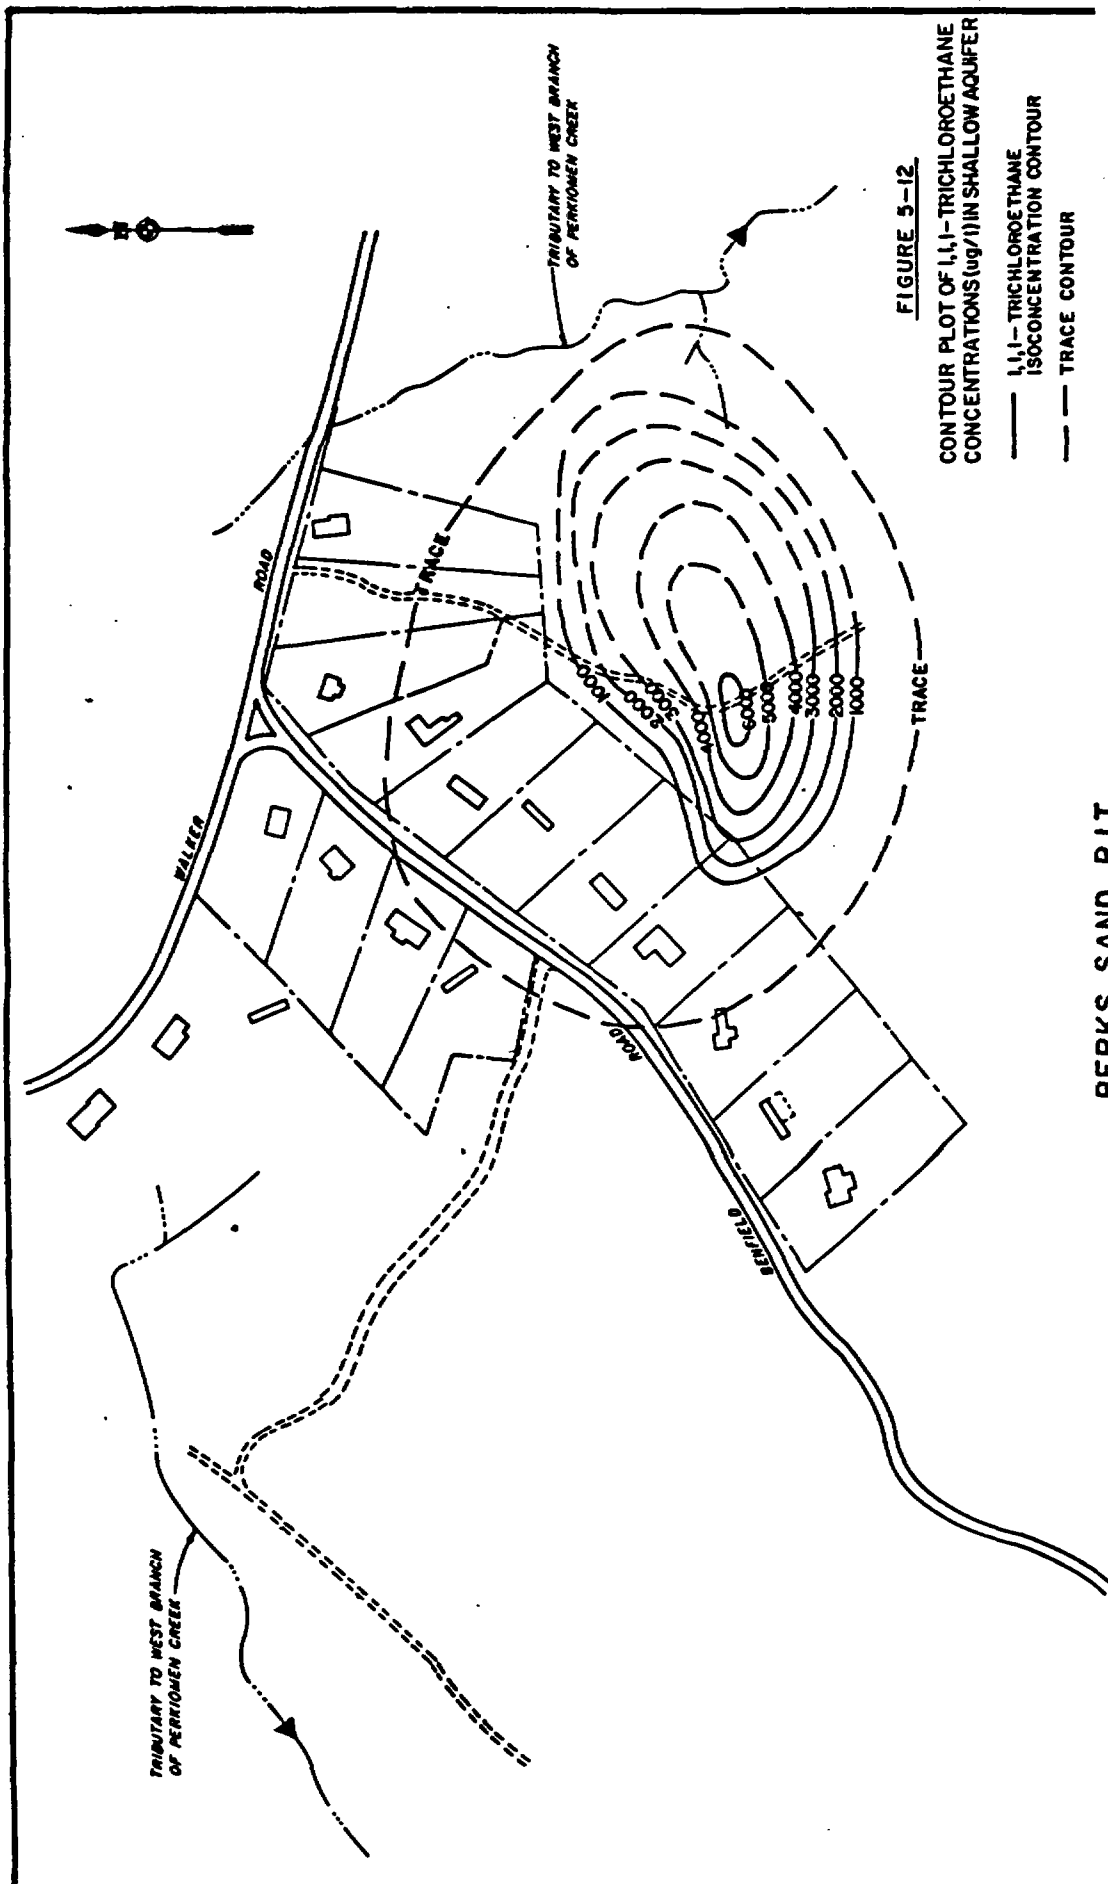 TRIBUTARY TO WEST BRANCH
OF PERKIOMEN CREEK
WALKER
ROAD
BENFIELD
ROAD
TRIBUTARY TO WEST BRANCH
OF PERKIOMEN CREEK
N
TRACE
1000
2000
3000
4000
6000
5000
4000
3000
2000
1000
TRACE
FIGURE 5-12
CONTOUR PLOT OF 1,1,1-TRICHLOROETHANE
CONCENTRATIONS (ug/l) IN SHALLOW AQUIFER
1,1,1-TRICHLOROETHANE
ISOCONCENTRATION CONTOUR
TRACE CONTOUR
SAND PIT